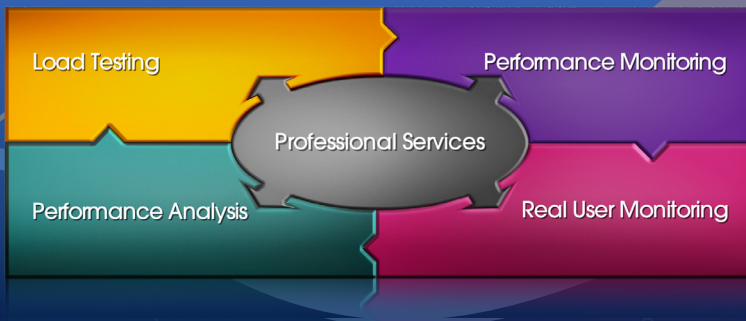 Load Testing
Performance Monitoring
Professional Services
Performance Analysis
Real User Monitoring